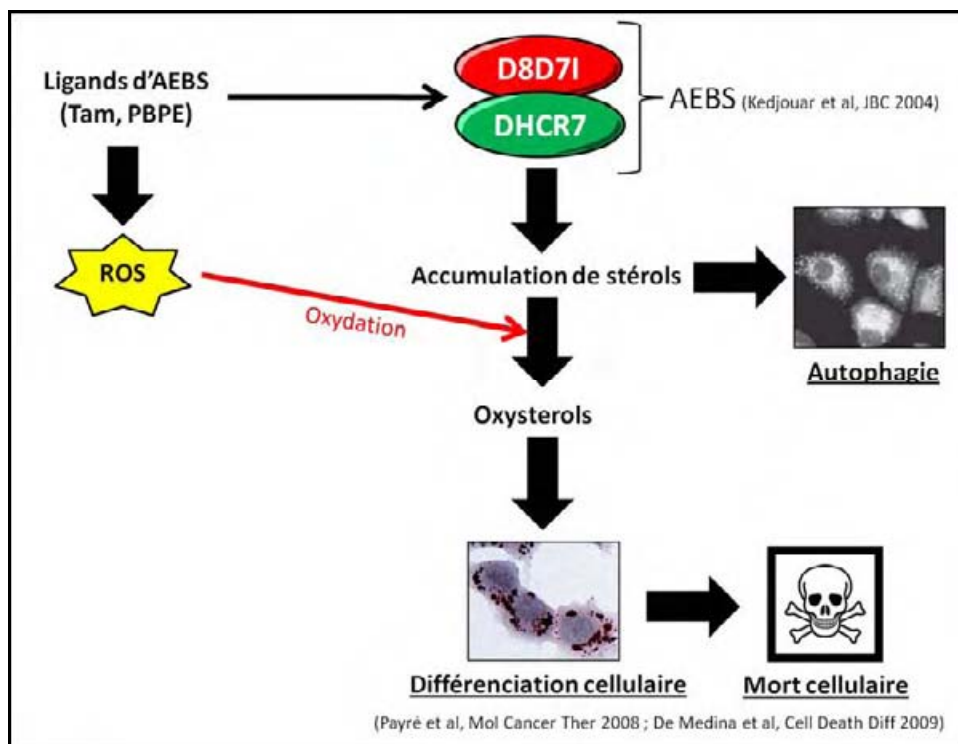 Ligands d'AEBS
(Tam, PBPE)
D8D7I
DHCR7
AEBS (Kedjouar et al, JBC 2004)
ROS
Oxydation
Accumulation de stérols
Autophagie
Oxysterols
Différenciation cellulaire
Mort cellulaire
(Payré et al, Mol Cancer Ther 2008 ; De Medina et al, Cell Death Diff 2009)